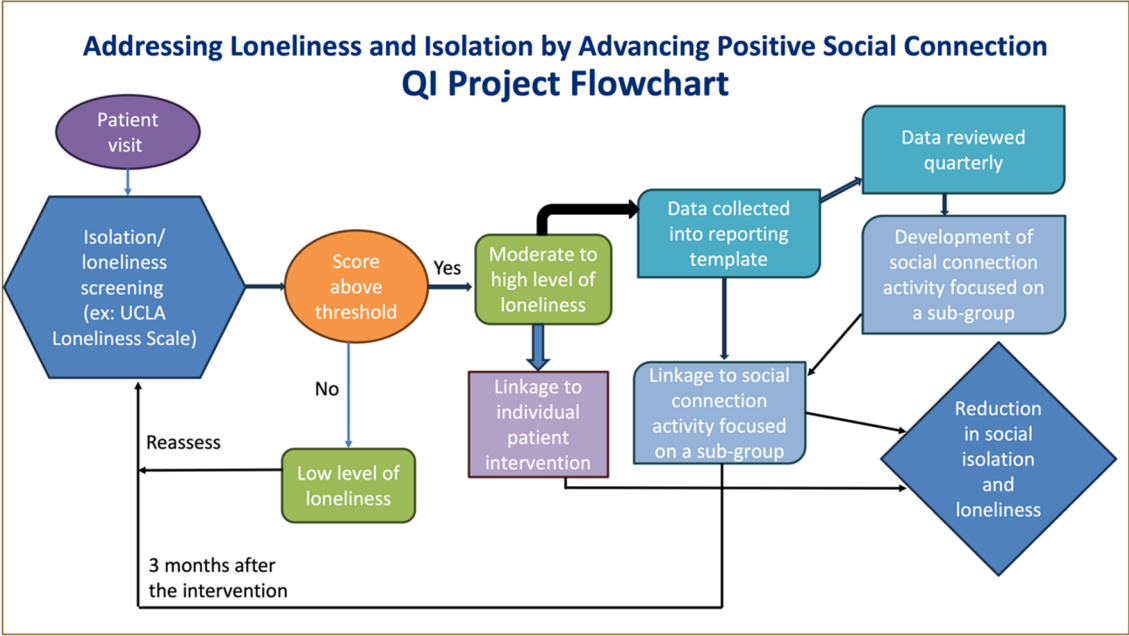 Addressing Loneliness and Isolation by Advancing Positive Social Connection
QI Project Flowchart
Patient
visit
Isolation/
loneliness
screening
(ex: UCLA
Loneliness Scale)
Score
above
threshold
Yes
No
Low level of
loneliness
Reassess
3 months after
the intervention
Moderate to
high level of
loneliness
Linkage to
individual
patient
intervention
Data collected
into reporting
template
Data reviewed
quarterly
Development of
social connection
activity focused on
a sub-group
Linkage to social
connection
activity focused
on a sub-group
Reduction
in social
isolation
and
loneliness